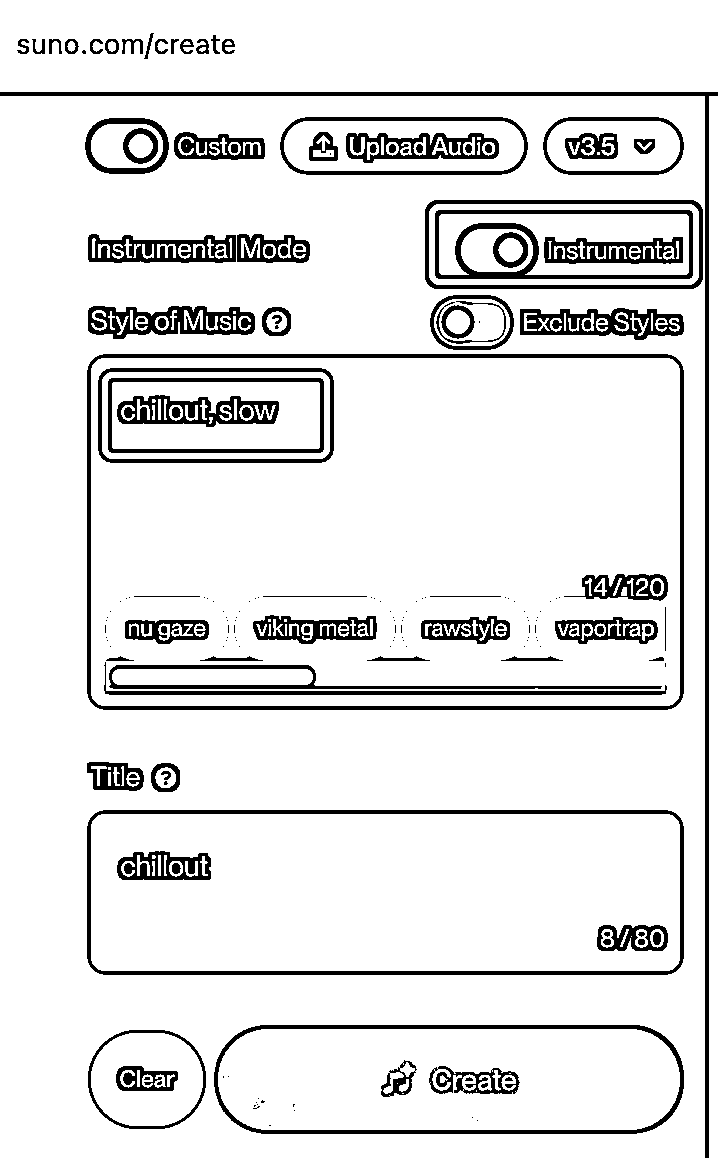 suno.com/create
Custom Upload Audio v3.5
Instrumental Mode Instrumental
Style of Music ? Exclude Styles
chillout, slow
14/120
nu gaze viking metal rawstyle vaportrap
Title ?
chillout
8/80
Clear Create